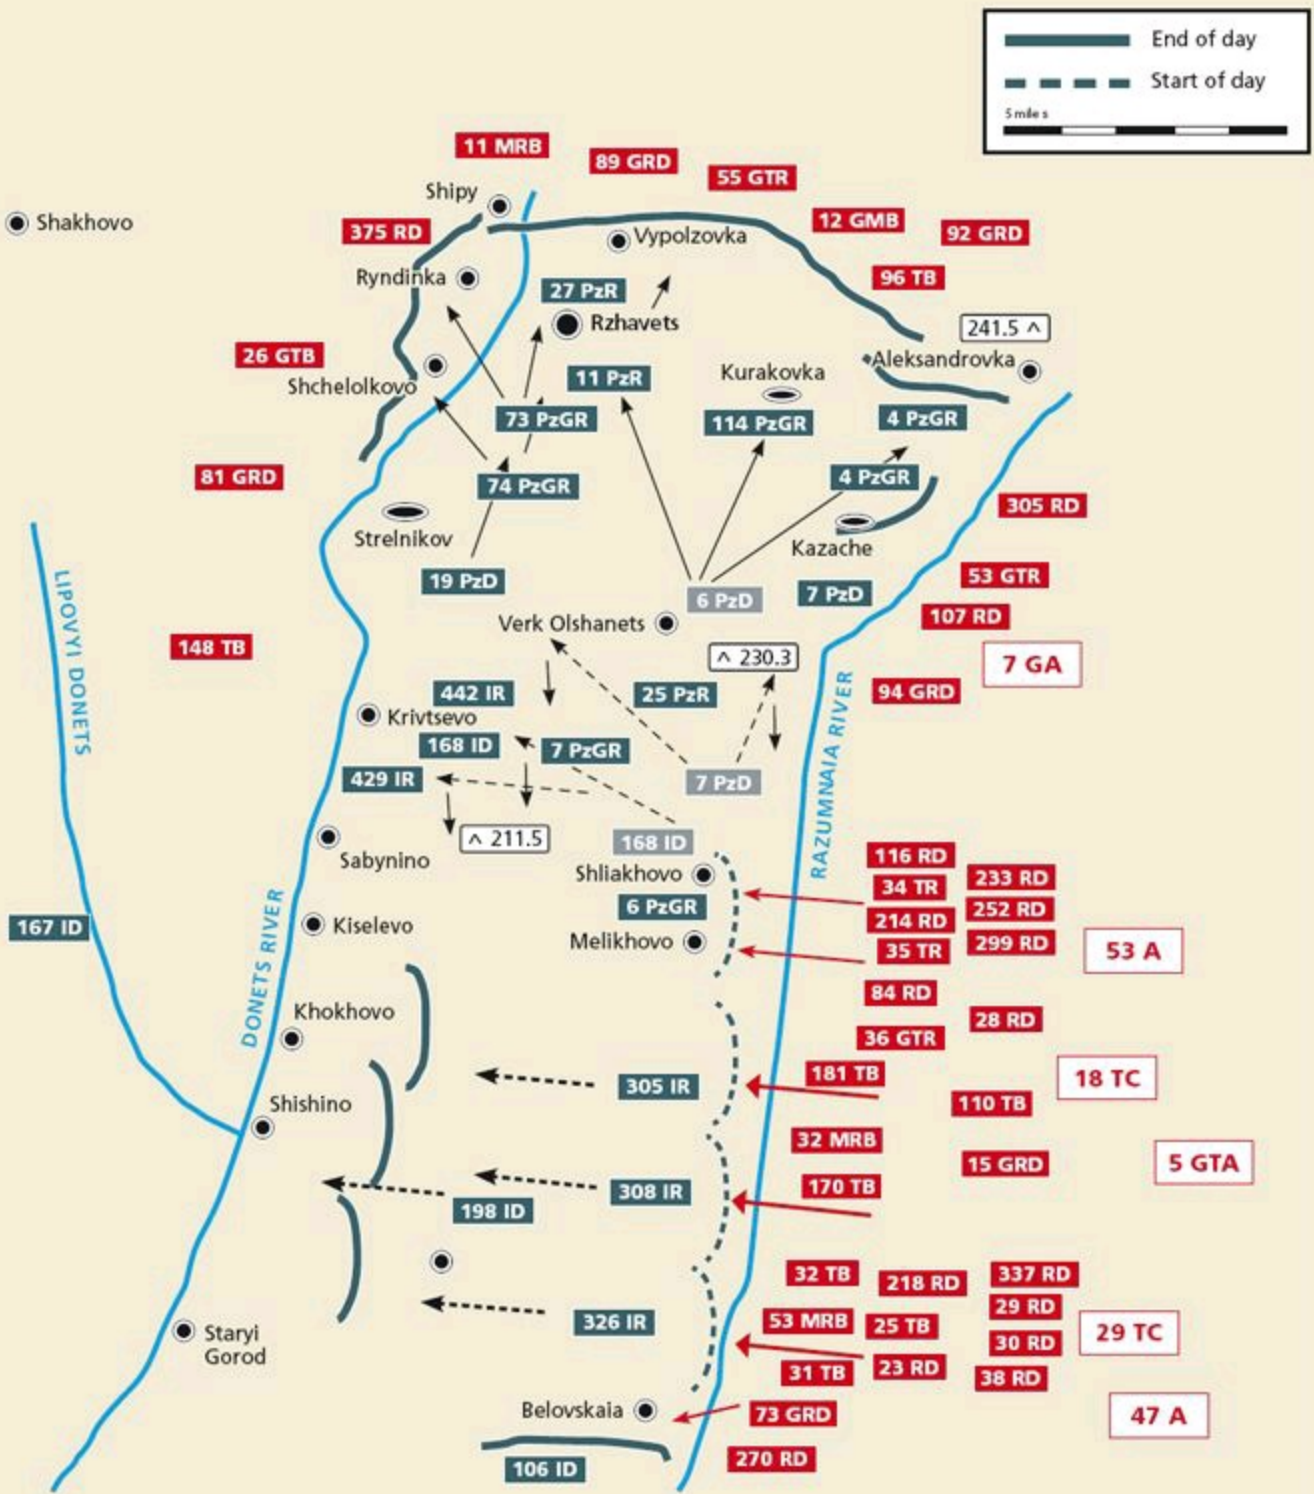 End of day
Start of day
5 miles
11 MRB
89 GRD
55 GTR
Shipy
12 GMB
Shakhovo
375 RD
92 GRD
Vypolzovka
Ryndinka
96 TB
27 PzR
Rzhavets
241.5 ^
26 GTB
Aleksandrovka
Shchelolkovo
11 PzR
Kurakovka
73 PzGR
114 PzGR
4 PzGR
81 GRD
4 PzGR
74 PzGR
305 RD
Strelnikov
Kazache
19 PzD
53 GTR
6 PzD
7 PzD
107 RD
Verk Olshanets
148 TB
^ 230.3
7 GA
LIPOVYI DONETS
442 IR
25 PzR
94 GRD
Krivtsevo
168 ID
7 PzGR
RAZUMNAIA RIVER
429 IR
7 PzD
^ 211.5
168 ID
Sabynino
116 RD
Shliakhovo
233 RD
34 TR
6 PzGR
252 RD
214 RD
167 ID
Kiselevo
Melikhovo
299 RD
35 TR
53 A
DONETS RIVER
84 RD
Khokhovo
28 RD
36 GTR
181 TB
18 TC
305 IR
Shishino
110 TB
32 MRB
15 GRD
5 GTA
170 TB
308 IR
198 ID
32 TB
218 RD
337 RD
29 RD
53 MRB
25 TB
326 IR
29 TC
Staryi
Gorod
30 RD
31 TB
23 RD
38 RD
Belovskaia
73 GRD
47 A
270 RD
106 ID